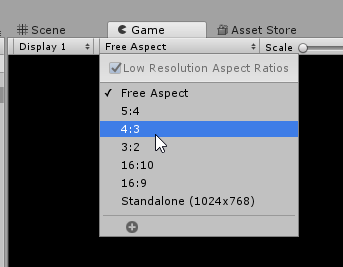 Scene Game Asset Store
Display 1 Free Aspect Scale
Low Resolution Aspect Ratios
Free Aspect
5:4
4:3
3:2
16:10
16:9
Standalone (1024x768)